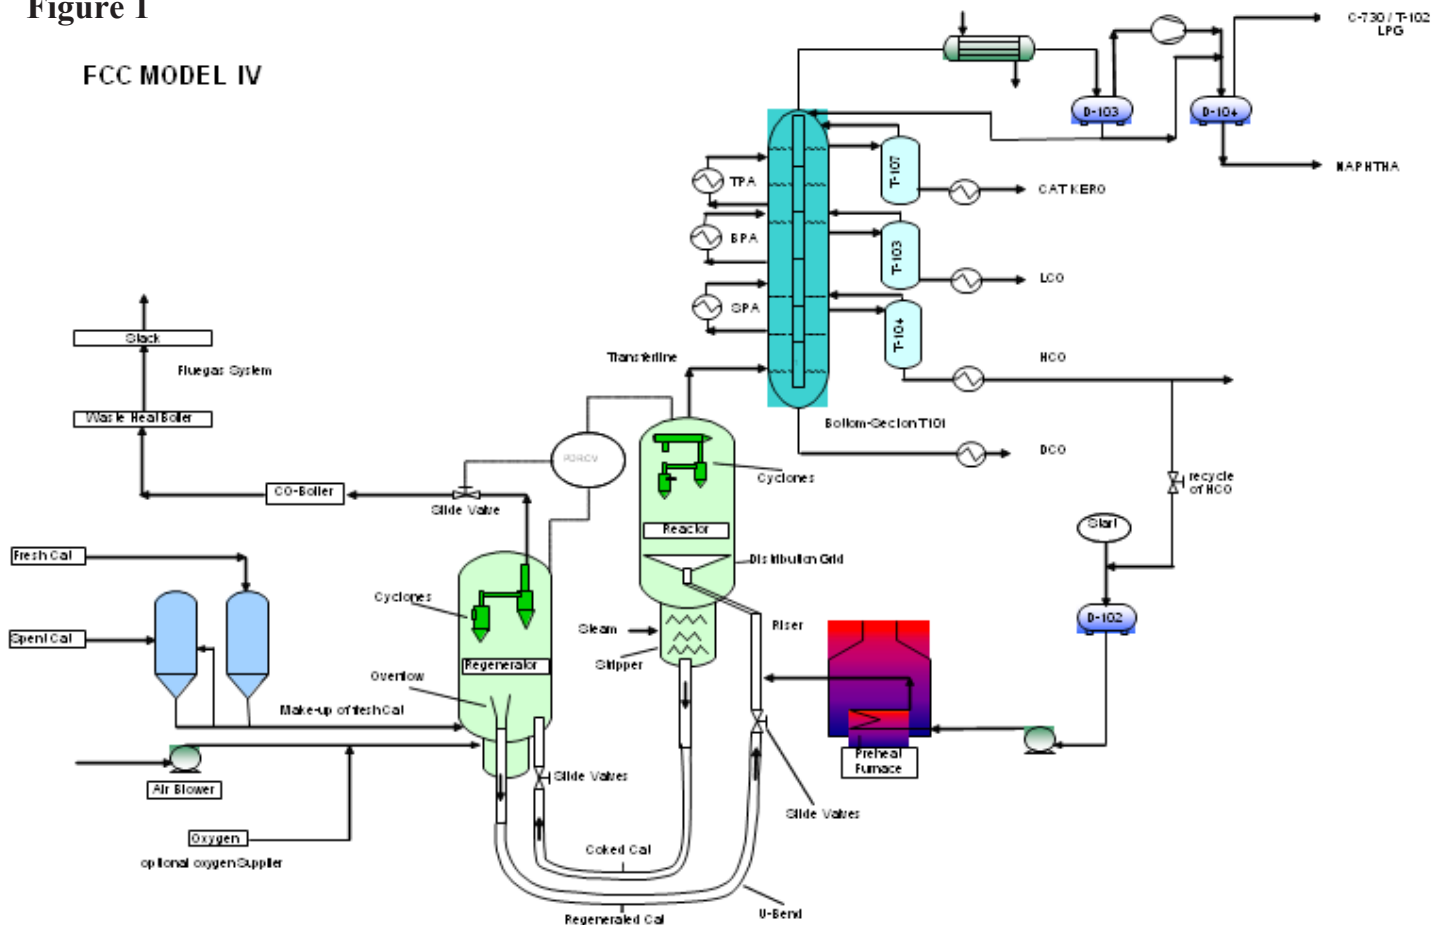 Figure 1
FCC MODEL IV
C-730 / T-102
LPG
D-103
D-104
NAPHTHA
T-107
CAT KERO
TPA
BPA
T-103
LCO
SPA
T-104
HCO
Transferline
Stack
Fluegas System
Waste Heat Boiler
Bottom-Section T101
DCO
Cyclones
recycle
of HCO
CO-Boiler
Slide Valve
Start
Reactor
Fresh Cat
Distribution Grid
Cyclones
D-102
Spent Cat
Steam
Riser
Stripper
Regenerator
Overflow
Make-up of fresh Cat
Preheat
Furnace
Slide Valves
Air Blower
Slide Valves
Oxygen
optional oxygen Supplier
Coked Cat
U-Bend
Regenerated Cat